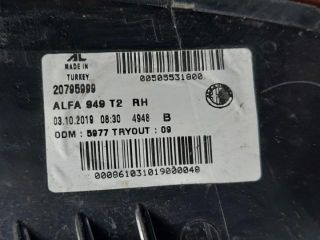 AL
MADE IN
TURKEY
00505531800
20795999
ALFA 949 T2 RH
03.10.2019 08:30 4948 B
ODM : 5977 TRYOUT : 09
000861031019000048